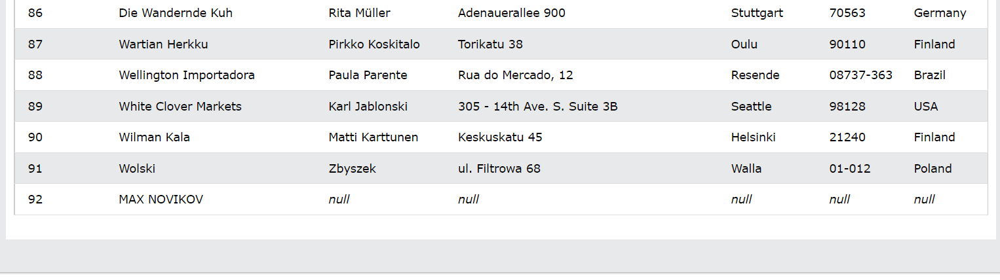 86 Die Wandernde Kuh Rita Müller Adenauerallee 900 Stuttgart 70563 Germany
87 Wartian Herkku Pirkko Koskitalo Torikatu 38 Oulu 90110 Finland
88 Wellington Importadora Paula Parente Rua do Mercado, 12 Resende 08737-363 Brazil
89 White Clover Markets Karl Jablonski 305 - 14th Ave. S. Suite 3B Seattle 98128 USA
90 Wilman Kala Matti Karttunen Keskuskatu 45 Helsinki 21240 Finland
91 Wolski Zbyszek ul. Filtrowa 68 Walla 01-012 Poland
92 MAX NOVIKOV null null null null null